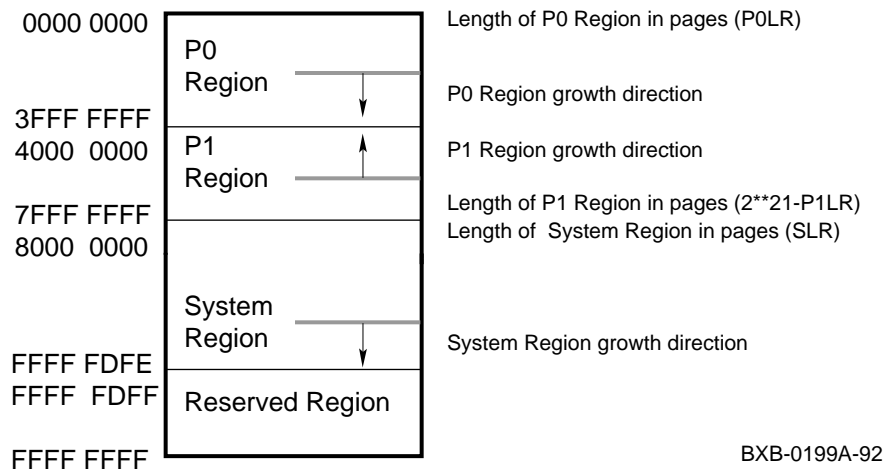 0000 0000
P0
Region
3FFF FFFF
4000 0000
P1
Region
7FFF FFFF
8000 0000
System
Region
FFFF FDFE
FFFF FDFF
Reserved Region
FFFF FFFF
Length of P0 Region in pages (P0LR)
P0 Region growth direction
P1 Region growth direction
Length of P1 Region in pages (2**21-P1LR)
Length of System Region in pages (SLR)
System Region growth direction
BXB-0199A-92